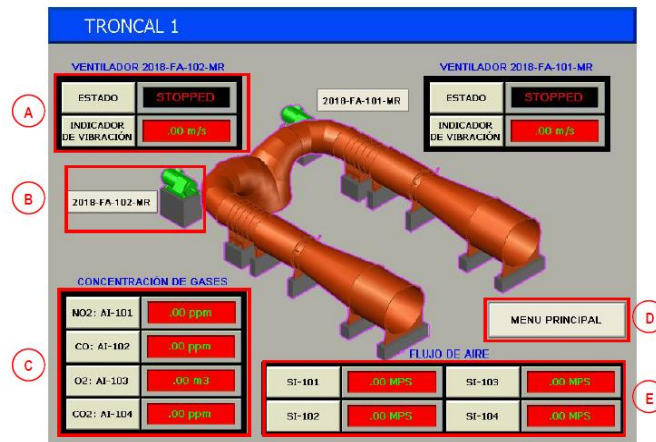 TRONCAL 1
VENTILADOR 2018-FA-102-MR
VENTILADOR 2018-FA-101-MR
A
ESTADO
STOPPED
INDICADOR
DE VIBRACIÓN
.00 m/s
2018-FA-101-MR
ESTADO
STOPPED
INDICADOR
DE VIBRACIÓN
.00 m/s
B
2018-FA-102-MR
CONCENTRACIÓN DE GASES
C
NO2: AI-101
.00 ppm
CO: AI-102
.00 ppm
O2: AI-103
.00 m3
CO2: AI-104
.00 ppm
MENU PRINCIPAL
D
FLUJO DE AIRE
SI-101
.00 MPS
SI-103
.00 MPS
SI-102
.00 MPS
SI-104
.00 MPS
E